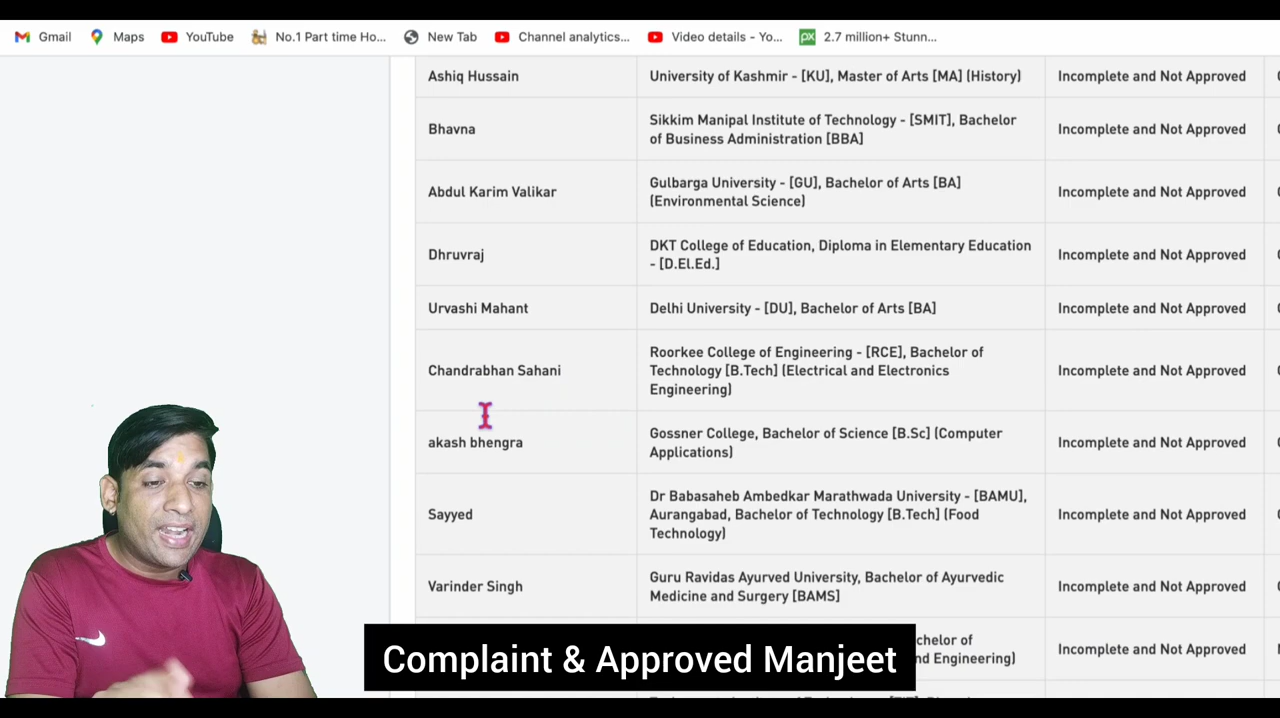 Gmail Maps YouTube No.1 Part time Ho... New Tab Channel analytics... Video details - Yo... 2.7 million+ Stunn...
Ashiq Hussain University of Kashmir - [KU], Master of Arts [MA] (History) Incomplete and Not Approved
Bhavna Sikkim Manipal Institute of Technology - [SMIT], Bachelor
of Business Administration [BBA] Incomplete and Not Approved
Abdul Karim Valikar Gulbarga University - [GU], Bachelor of Arts [BA]
(Environmental Science) Incomplete and Not Approved
Dhruvraj DKT College of Education, Diploma in Elementary Education
- [D.El.Ed.] Incomplete and Not Approved
Urvashi Mahant Delhi University - [DU], Bachelor of Arts [BA] Incomplete and Not Approved
Chandrabhan Sahani Roorkee College of Engineering - [RCE], Bachelor of
Technology [B.Tech] (Electrical and Electronics
Engineering) Incomplete and Not Approved
akash bhengra Gossner College, Bachelor of Science [B.Sc] (Computer
Applications) Incomplete and Not Approved
Sayyed Dr Babasaheb Ambedkar Marathwada University - [BAMU],
Aurangabad, Bachelor of Technology [B.Tech] (Food
Technology) Incomplete and Not Approved
Varinder Singh Guru Ravidas Ayurved University, Bachelor of Ayurvedic
Medicine and Surgery [BAMS] Incomplete and Not Approved
of
Engineering) Incomplete and Not Approved
Complaint & Approved Manjeet